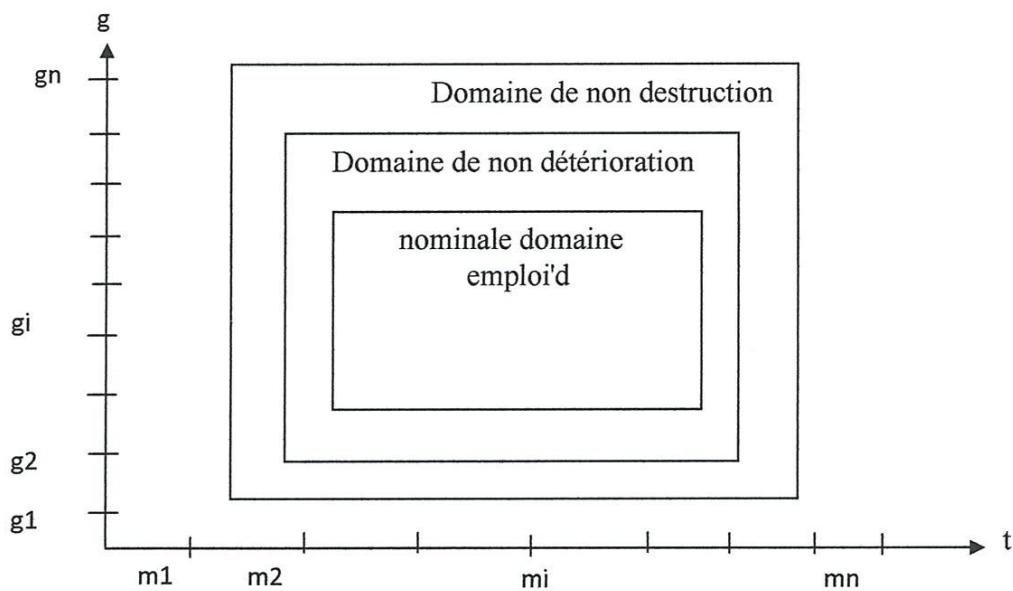 g
gn
Domaine de non destruction
Domaine de non détérioration
nominale domaine
emploi'd
gi
g2
g1
t
m1
m2
mi
mn